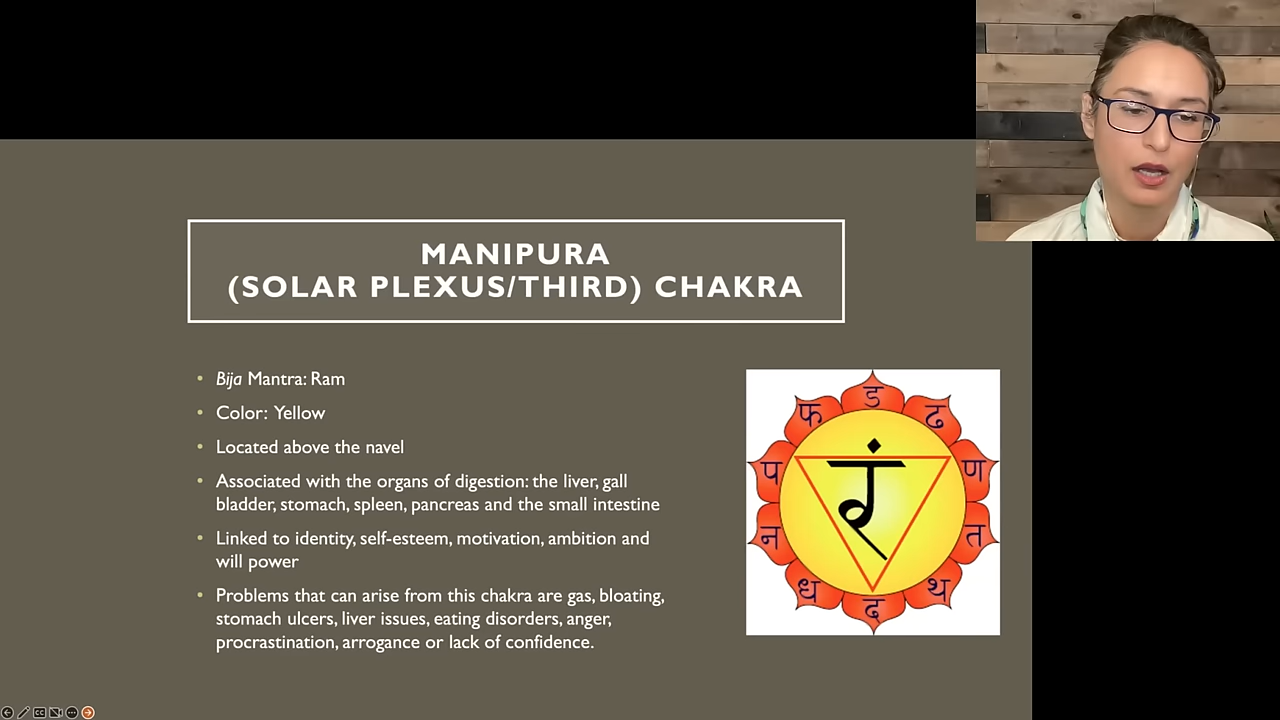 MANIPURA
(SOLAR PLEXUS/THIRD) CHAKRA
• Bija Mantra: Ram
• Color: Yellow
• Located above the navel
• Associated with the organs of digestion: the liver, gall
bladder, stomach, spleen, pancreas and the small intestine
• Linked to identity, self-esteem, motivation, ambition and
will power
• Problems that can arise from this chakra are gas, bloating,
stomach ulcers, liver issues, eating disorders, anger,
procrastination, arrogance or lack of confidence.
ड
ढ
ण
त
थ
द
ध
न
प
फ
रं
CC